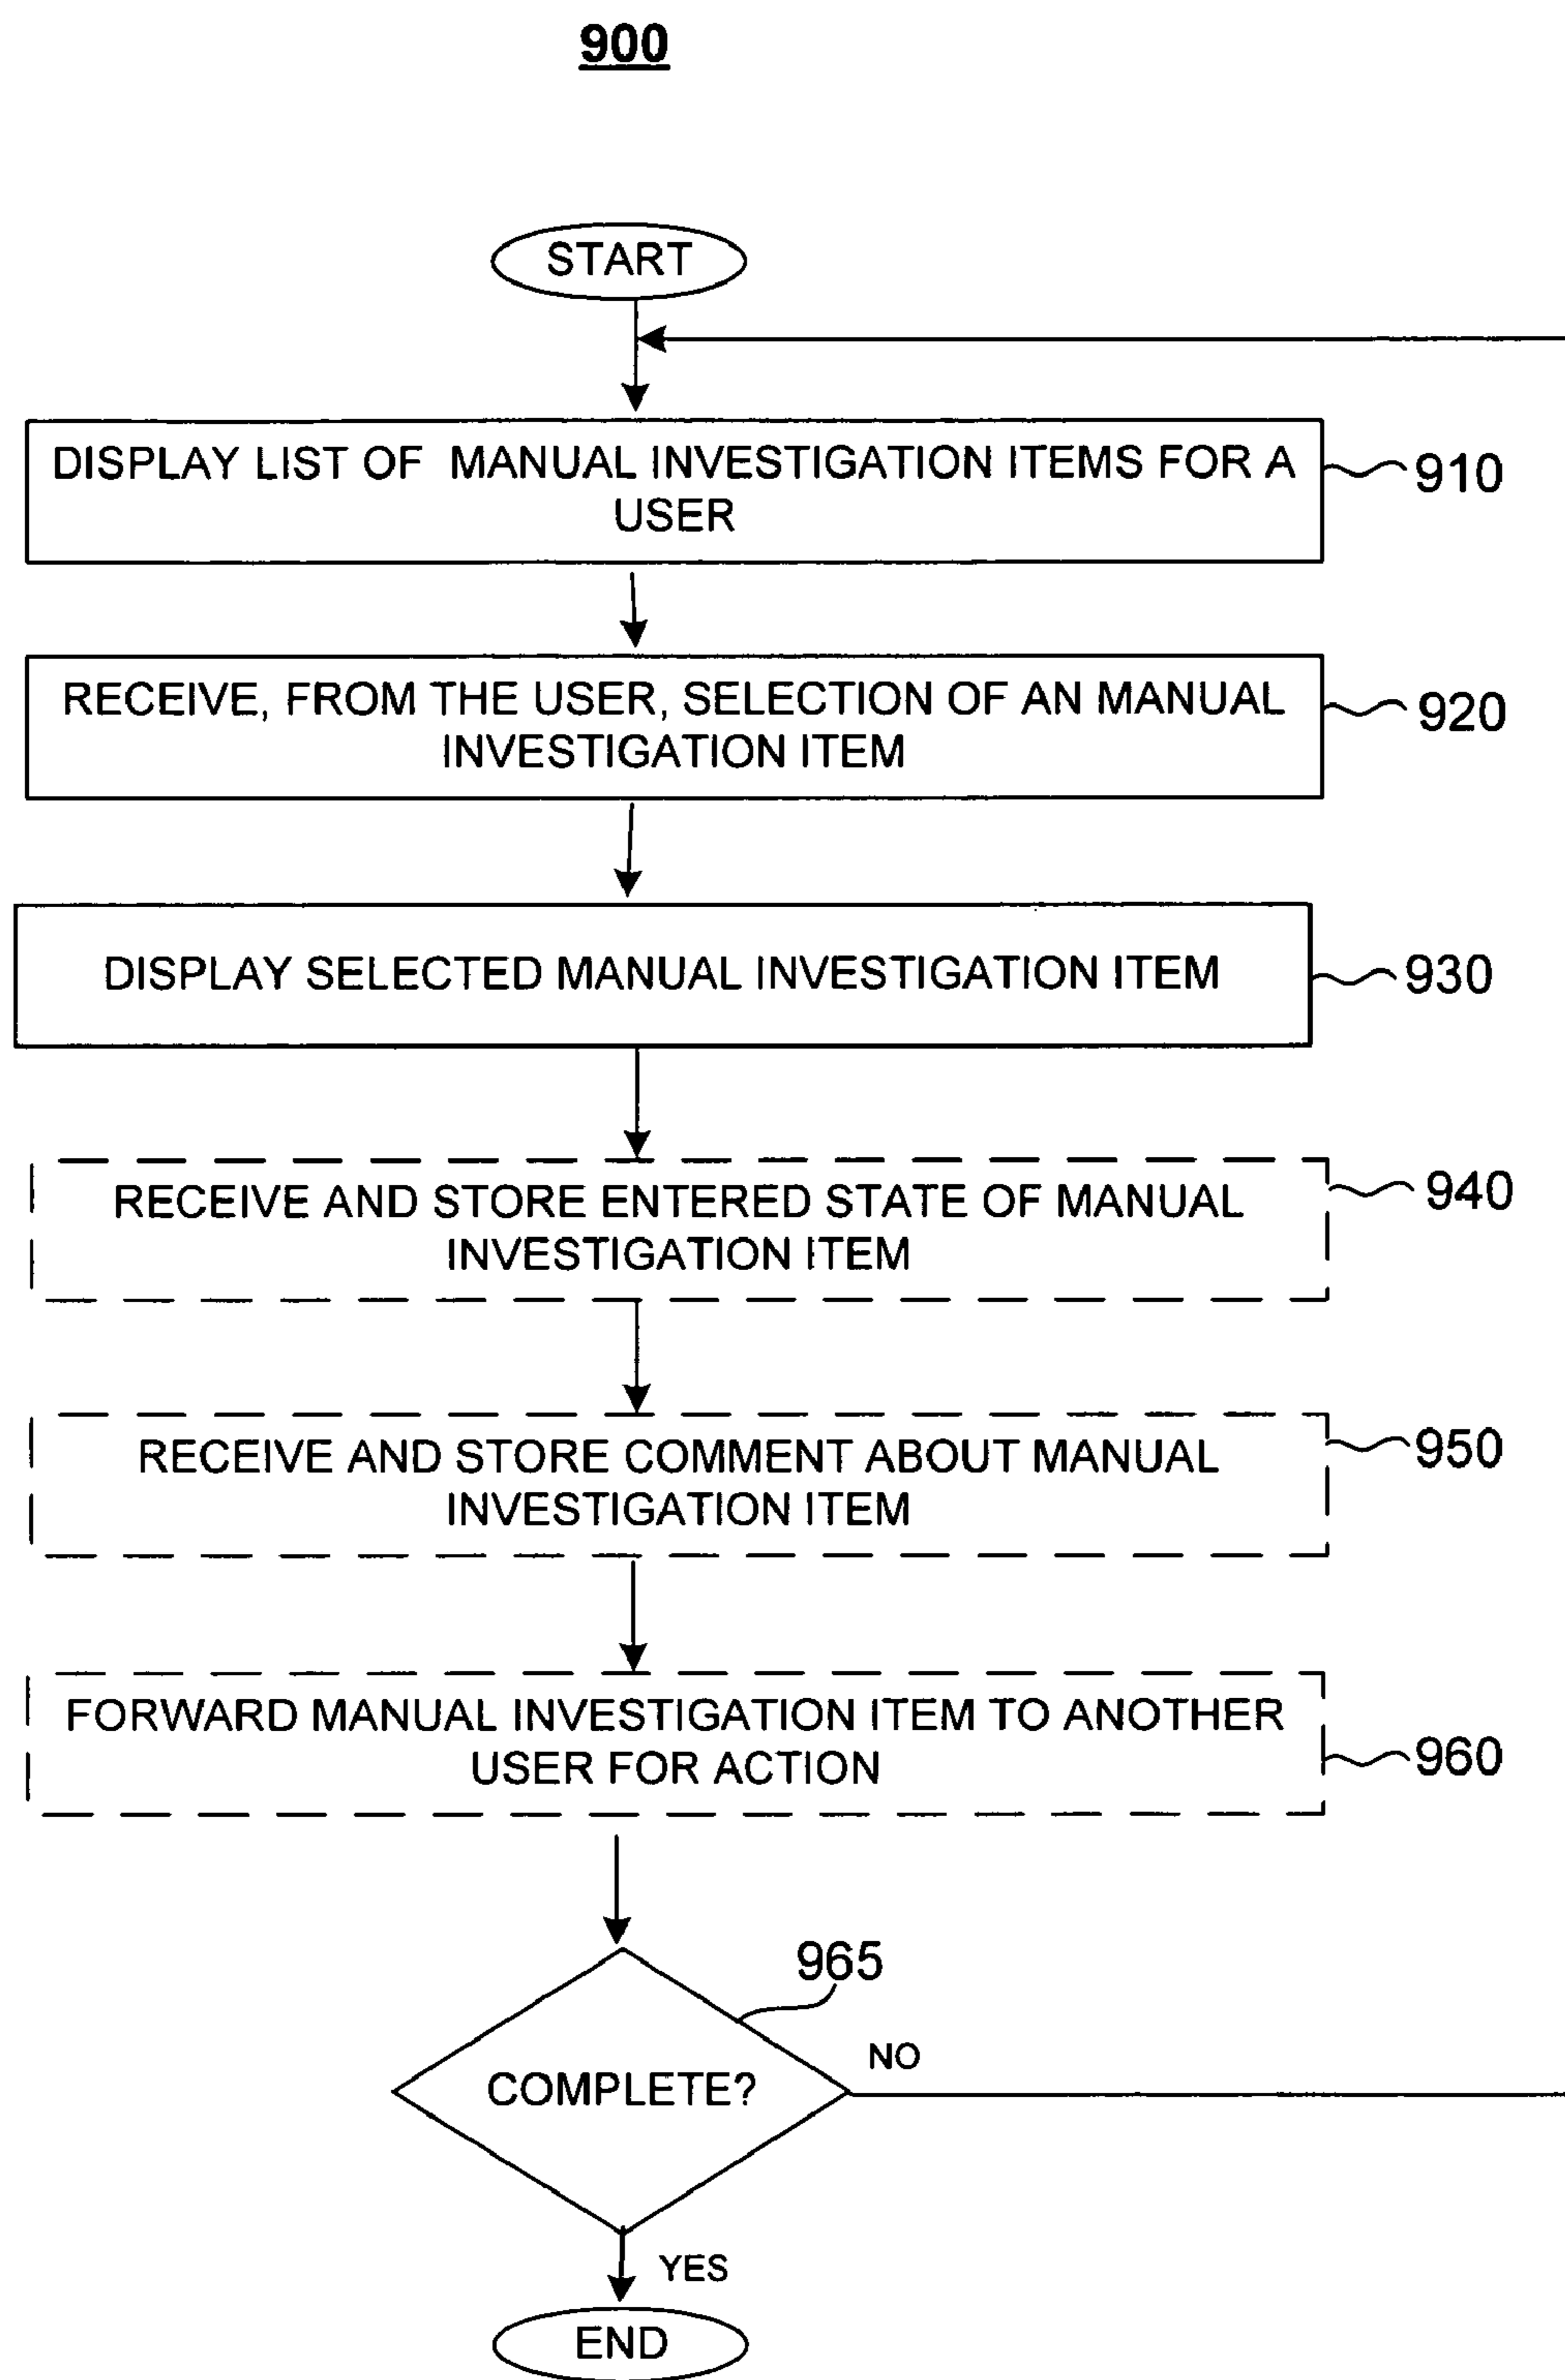 900
START
DISPLAY LIST OF MANUAL INVESTIGATION ITEMS FOR A
USER
910
RECEIVE, FROM THE USER, SELECTION OF AN MANUAL
INVESTIGATION ITEM
920
DISPLAY SELECTED MANUAL INVESTIGATION ITEM
930
RECEIVE AND STORE ENTERED STATE OF MANUAL
INVESTIGATION ITEM
940
RECEIVE AND STORE COMMENT ABOUT MANUAL
INVESTIGATION ITEM
950
FORWARD MANUAL INVESTIGATION ITEM TO ANOTHER
USER FOR ACTION
960
965
COMPLETE?
NO
YES
END